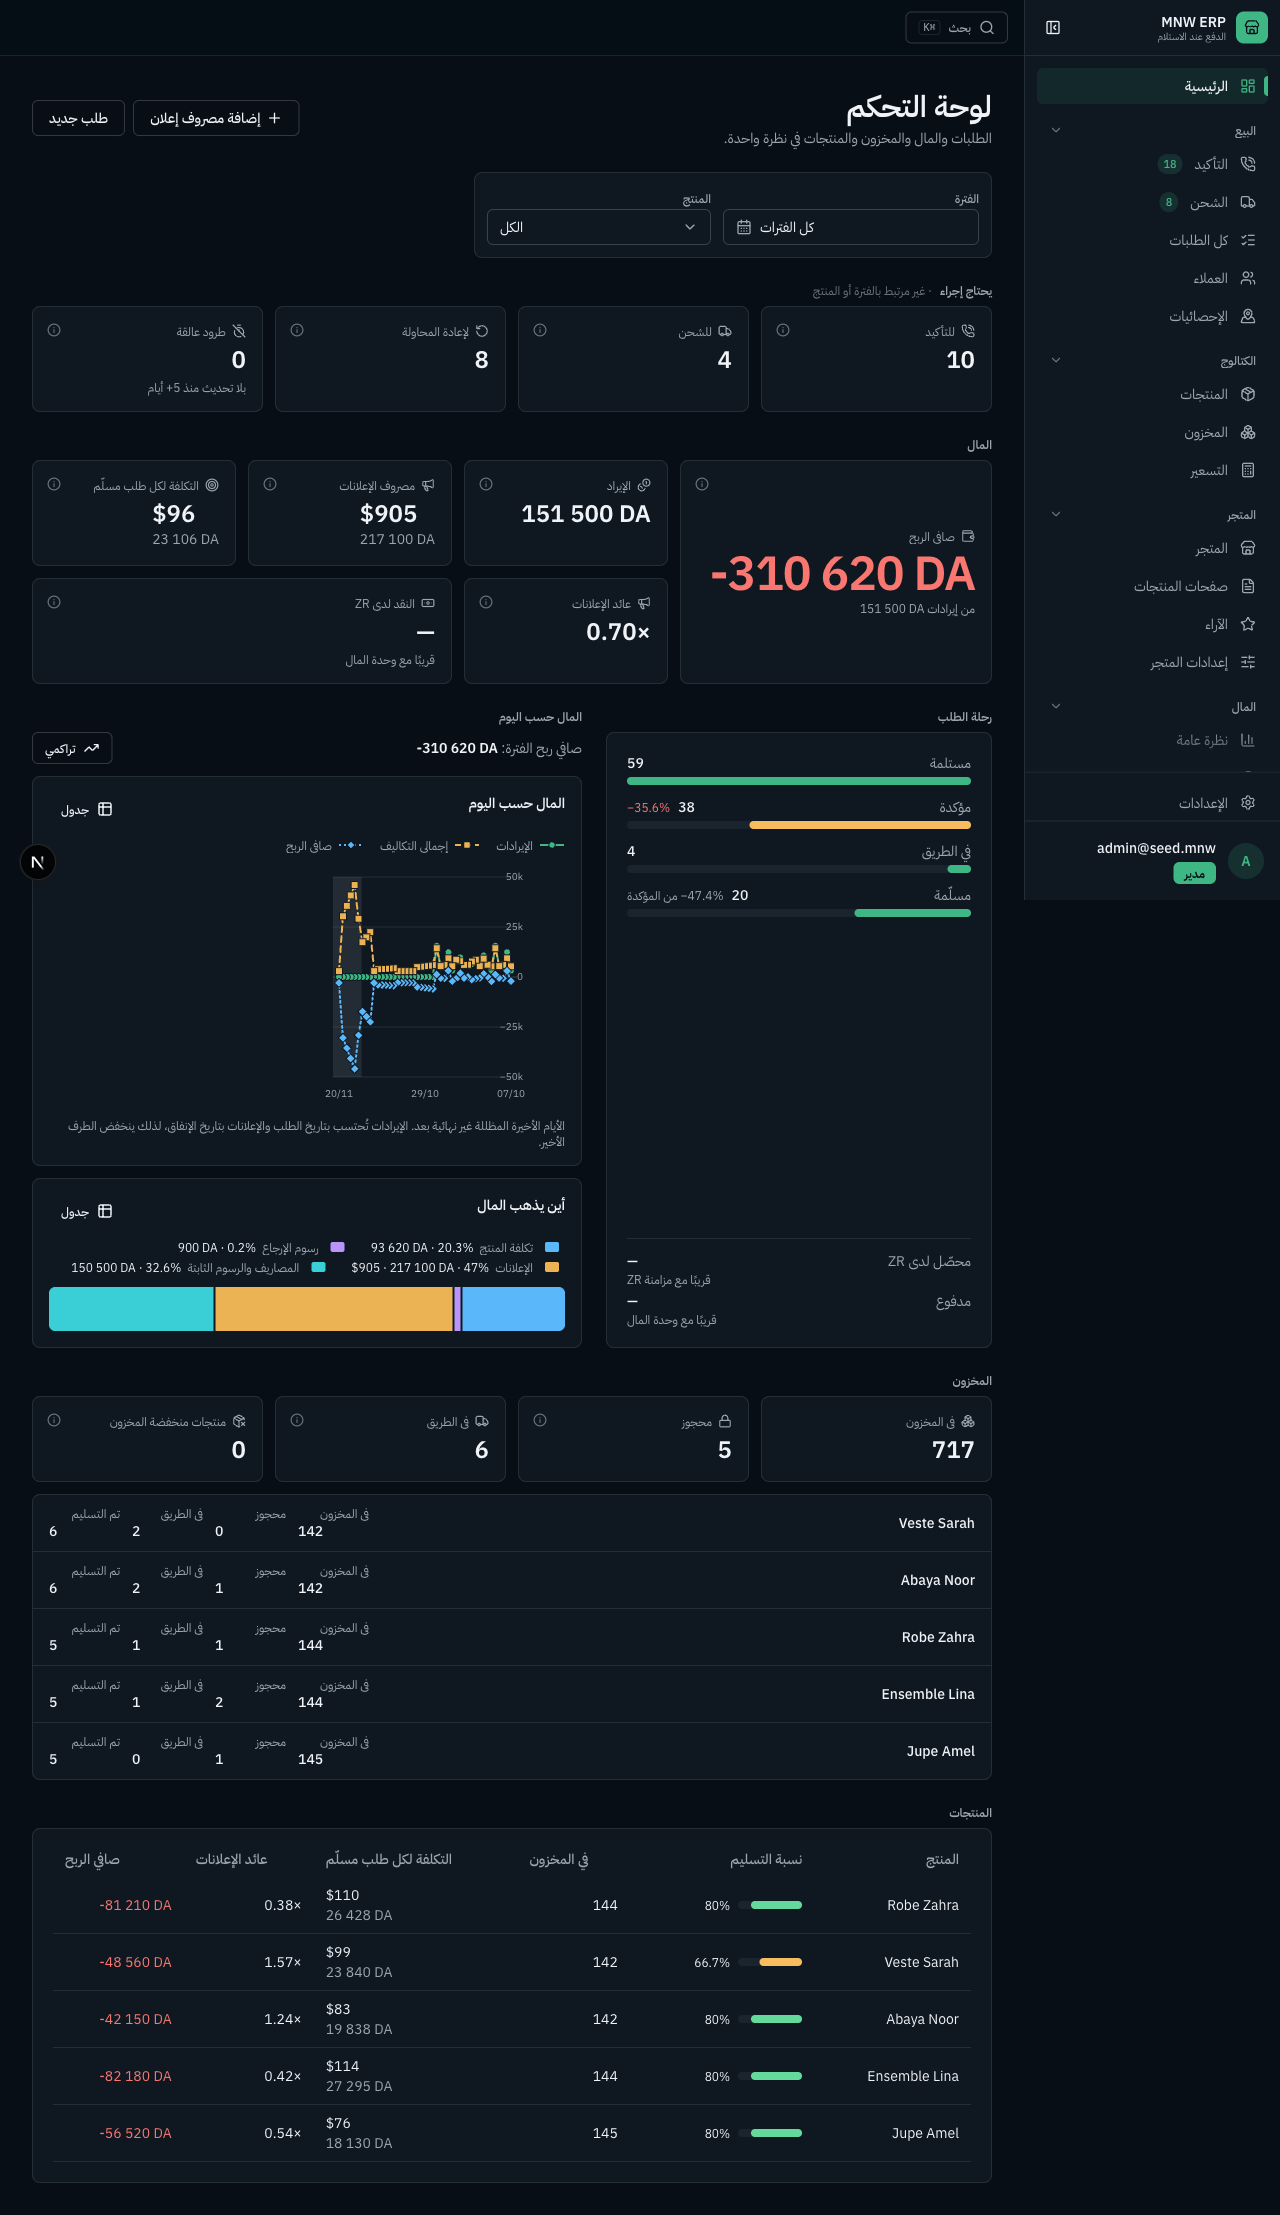 MNW ERP
الدفع عند الاستلام
بحث ⌘K
الرئيسية
البيع
التأكيد 18
الشحن 8
كل الطلبات
العملاء
الإحصائيات
الكتالوج
المنتجات
المخزون
التسعير
المتجر
المتجر
صفحات المنتجات
الآراء
إعدادات المتجر
المال
نظرة عامة
الإعدادات
admin@seed.mnw
A
مدير
لوحة التحكم
الطلبات والمال والمخزون والمنتجات في نظرة واحدة.
إضافة مصروف إعلان
طلب جديد
الفترة
المنتج
كل الفترات
الكل
يحتاج إجراء · غير مرتبط بالفترة أو المنتج
للتأكيد
10
للشحن
4
لإعادة المحاولة
8
طرود عالقة
0
بلا تحديث منذ 5+ أيام
المال
صافي الربح
-310 620 DA
من إيرادات 151 500 DA
الإيراد
151 500 DA
مصروف الإعلانات
$905
217 100 DA
التكلفة لكل طلب مسلّم
$96
23 106 DA
عائد الإعلانات
0.70×
النقد لدى ZR
—
قريبًا مع وحدة المال
رحلة الطلب
مستلمة 59
مؤكدة 38 −35.6%
في الطريق 4
مسلّمة 20 −47.4% من المؤكدة
محصّل لدى ZR —
قريبًا مع مزامنة ZR
مدفوع —
قريبًا مع وحدة المال
المال حسب اليوم
صافي ربح الفترة: -310 620 DA
تراكمي
المال حسب اليوم
جدول
الإيرادات إجمالي التكاليف صافي الربح
50k
25k
0
−25k
−50k
20/11 29/10 07/10
الأيام الأخيرة المظللة غير نهائية بعد. الإيرادات تُحتسب بتاريخ الطلب والإعلانات بتاريخ الإنفاق، لذلك ينخفض الطرف
الأخير.
أين يذهب المال
جدول
تكلفة المنتج 93 620 DA · 20.3% رسوم الإرجاع 900 DA · 0.2%
الإعلانات $905 · 217 100 DA · 47% المصاريف والرسوم الثابتة 150 500 DA · 32.6%
المخزون
في المخزون
717
محجوز
5
في الطريق
6
منتجات منخفضة المخزون
0
Veste Sarah
في المخزون محجوز في الطريق تم التسليم
142 0 2 6
Abaya Noor
في المخزون محجوز في الطريق تم التسليم
142 1 2 6
Robe Zahra
في المخزون محجوز في الطريق تم التسليم
144 1 1 5
Ensemble Lina
في المخزون محجوز في الطريق تم التسليم
144 2 1 5
Jupe Amel
في المخزون محجوز في الطريق تم التسليم
145 1 0 5
المنتجات
المنتج نسبة التسليم في المخزون التكلفة لكل طلب مسلّم عائد الإعلانات صافي الربح
Robe Zahra 80% 144 $110 0.38× -81 210 DA
26 428 DA
Veste Sarah 66.7% 142 $99 1.57× -48 560 DA
23 840 DA
Abaya Noor 80% 142 $83 1.24× -42 150 DA
19 838 DA
Ensemble Lina 80% 144 $114 0.42× -82 180 DA
27 295 DA
Jupe Amel 80% 145 $76 0.54× -56 520 DA
18 130 DA